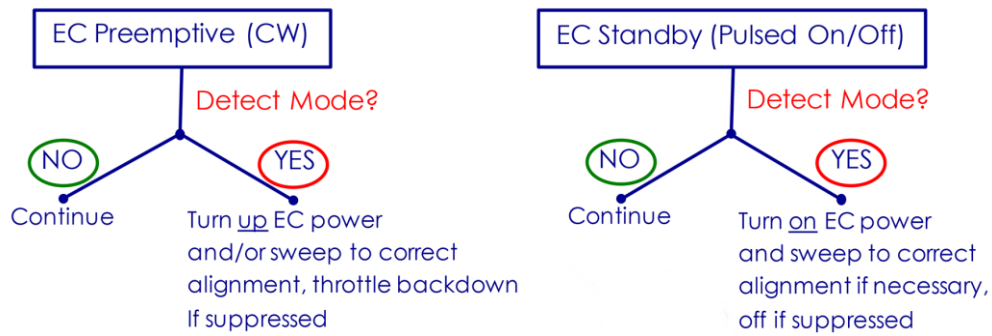 EC Preemptive (CW)
Detect Mode?
NO
YES
Continue
Turn up EC power
and/or sweep to correct
alignment, throttle backdown
If suppressed
EC Standby (Pulsed On/Off)
Detect Mode?
NO
YES
Continue
Turn on EC power
and sweep to correct
alignment if necessary,
off if suppressed